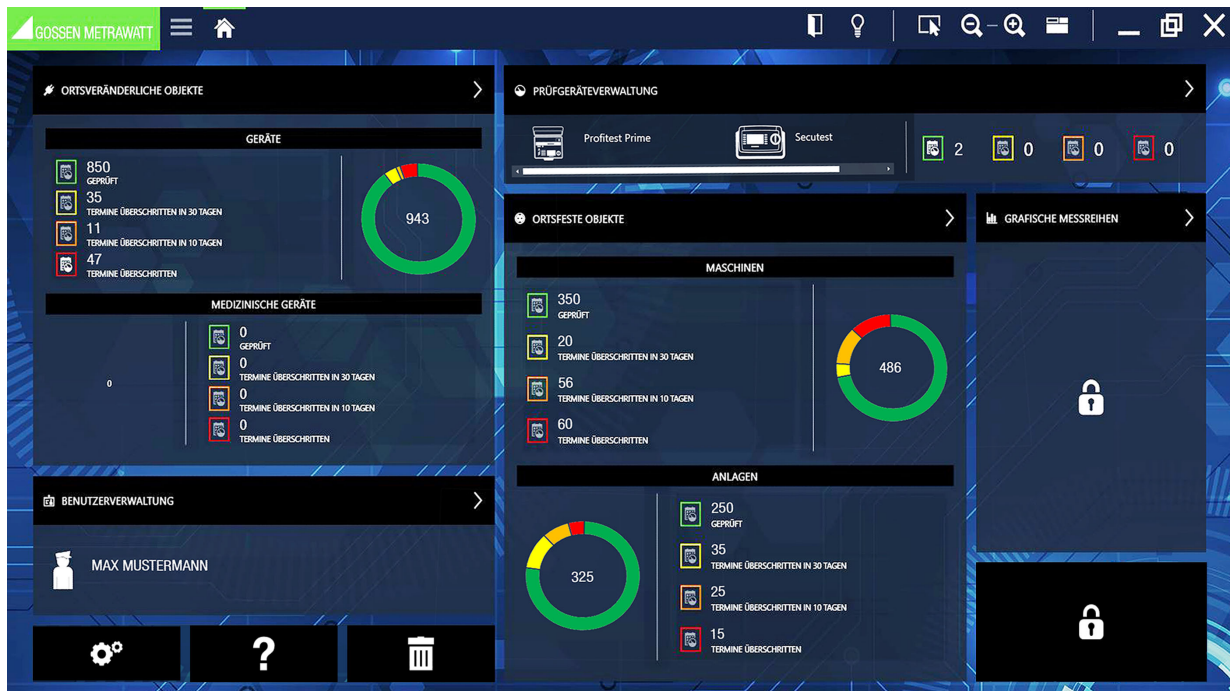 GOSSEN METRAWATT
ORTSVERÄNDERLICHE OBJEKTE
GERÄTE
850
GEPRÜFT
35
TERMINE ÜBERSCHRITTEN IN 30 TAGEN
11
TERMINE ÜBERSCHRITTEN IN 10 TAGEN
47
TERMINE ÜBERSCHRITTEN
943
MEDIZINISCHE GERÄTE
0
0
GEPRÜFT
0
TERMINE ÜBERSCHRITTEN IN 30 TAGEN
0
TERMINE ÜBERSCHRITTEN IN 10 TAGEN
0
TERMINE ÜBERSCHRITTEN
BENUTZERVERWALTUNG
MAX MUSTERMANN
?
PRÜFGERÄTEVERWALTUNG
Profitest Prime
Secutest
2
0
0
0
ORTSFESTE OBJEKTE
MASCHINEN
350
GEPRÜFT
20
TERMINE ÜBERSCHRITTEN IN 30 TAGEN
56
TERMINE ÜBERSCHRITTEN IN 10 TAGEN
60
TERMINE ÜBERSCHRITTEN
486
ANLAGEN
325
250
GEPRÜFT
35
TERMINE ÜBERSCHRITTEN IN 30 TAGEN
25
TERMINE ÜBERSCHRITTEN IN 10 TAGEN
15
TERMINE ÜBERSCHRITTEN
GRAFISCHE MESSREIHEN